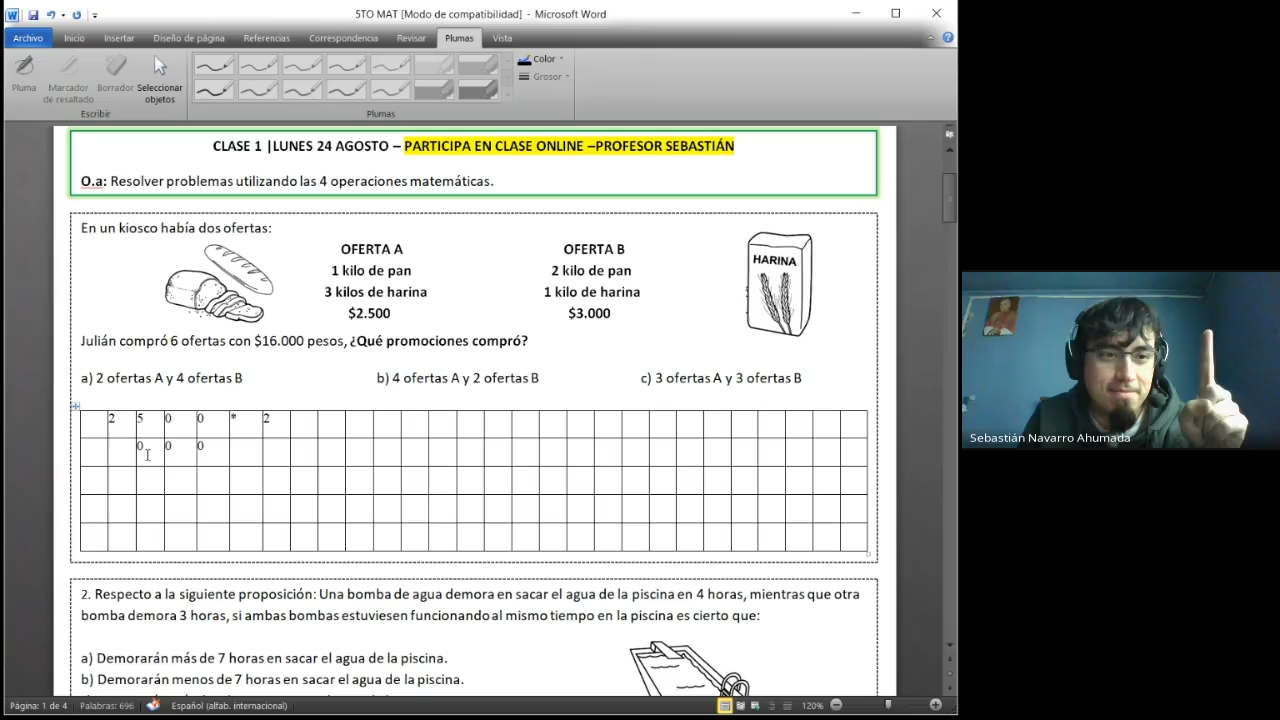 5TO MAT [Modo de compatibilidad] - Microsoft Word
Archivo Inicio Insertar Diseño de página Referencias Correspondencia Revisar Plumas Vista
Pluma Marcador de resaltado Borrador Seleccionar objetos
Color
Grosor
Escribir Plumas
CLASE 1 |LUNES 24 AGOSTO – PARTICIPA EN CLASE ONLINE –PROFESOR SEBASTIÁN
O.a: Resolver problemas utilizando las 4 operaciones matemáticas.
En un kiosco había dos ofertas:
OFERTA A
1 kilo de pan
3 kilos de harina
$2.500
OFERTA B
2 kilo de pan
1 kilo de harina
$3.000
HARINA
Julián compró 6 ofertas con $16.000 pesos, ¿Qué promociones compró?
a) 2 ofertas A y 4 ofertas B b) 4 ofertas A y 2 ofertas B c) 3 ofertas A y 3 ofertas B
2 5 0 0 * 2
0 0 0
2. Respecto a la siguiente proposición: Una bomba de agua demora en sacar el agua de la piscina en 4 horas, mientras que otra
bomba demora 3 horas, si ambas bombas estuviesen funcionando al mismo tiempo en la piscina es cierto que:
a) Demorarán más de 7 horas en sacar el agua de la piscina.
b) Demorarán menos de 7 horas en sacar el agua de la piscina.
Página: 1 de 4 Palabras: 696 Español (alfab. internacional) 120%
Sebastián Navarro Ahumada